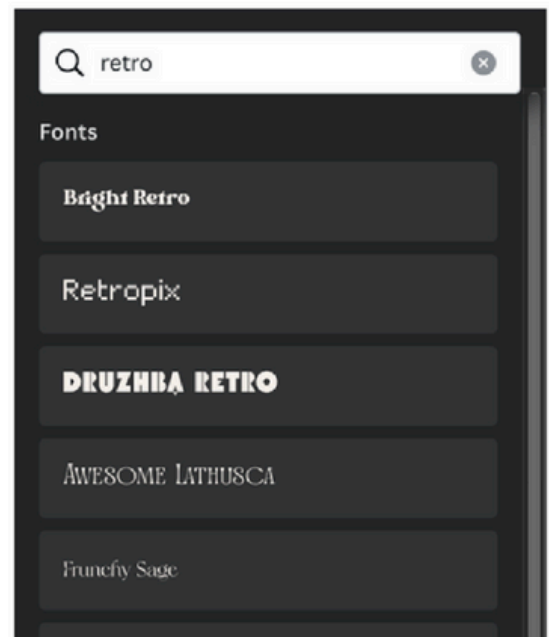 retro
Fonts
Bright Retro
Retropix
DRUZHBA RETRO
AWESOME LATHUSCA
Frunchy Sage